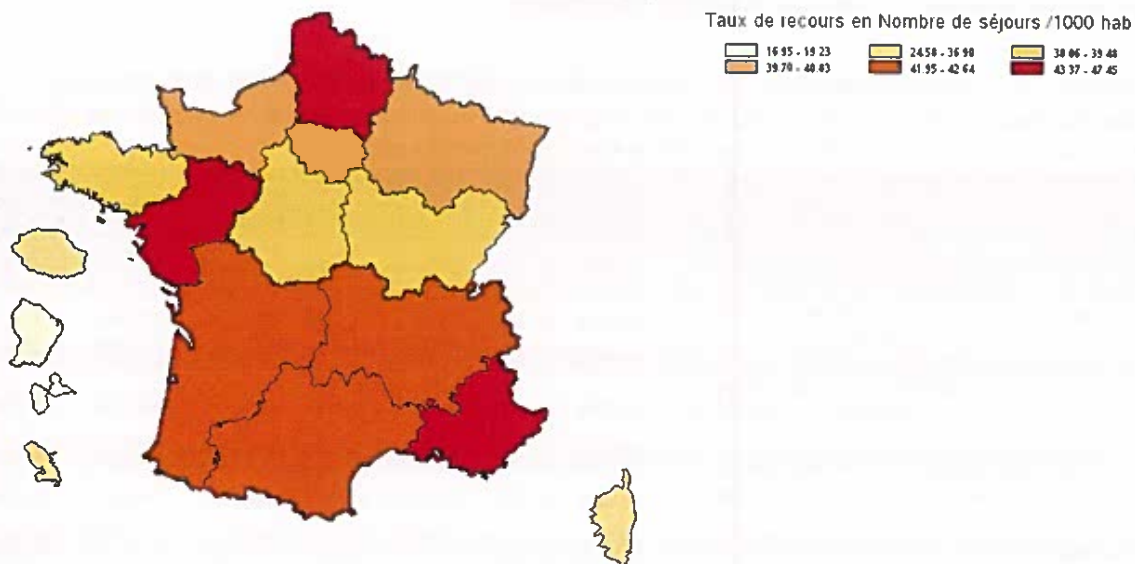 Taux de recours en Nombre de séjours /1000 hab
16.95 - 19.23 24.58 - 36.98 38.06 - 39.48
39.70 - 40.83 41.95 - 42.64 43.37 - 47.45